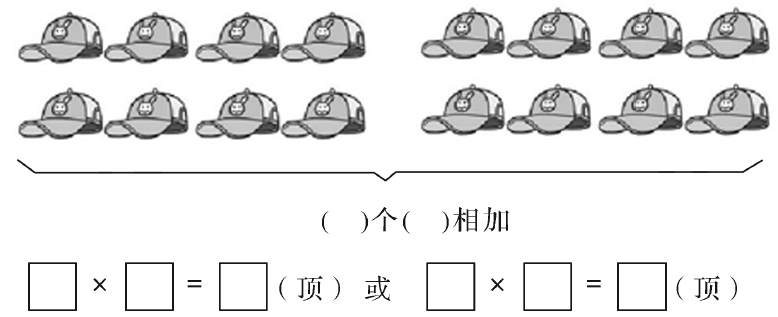 (  )个(  )相加
□ × □ = □(顶) 或 □ × □ = □(顶)